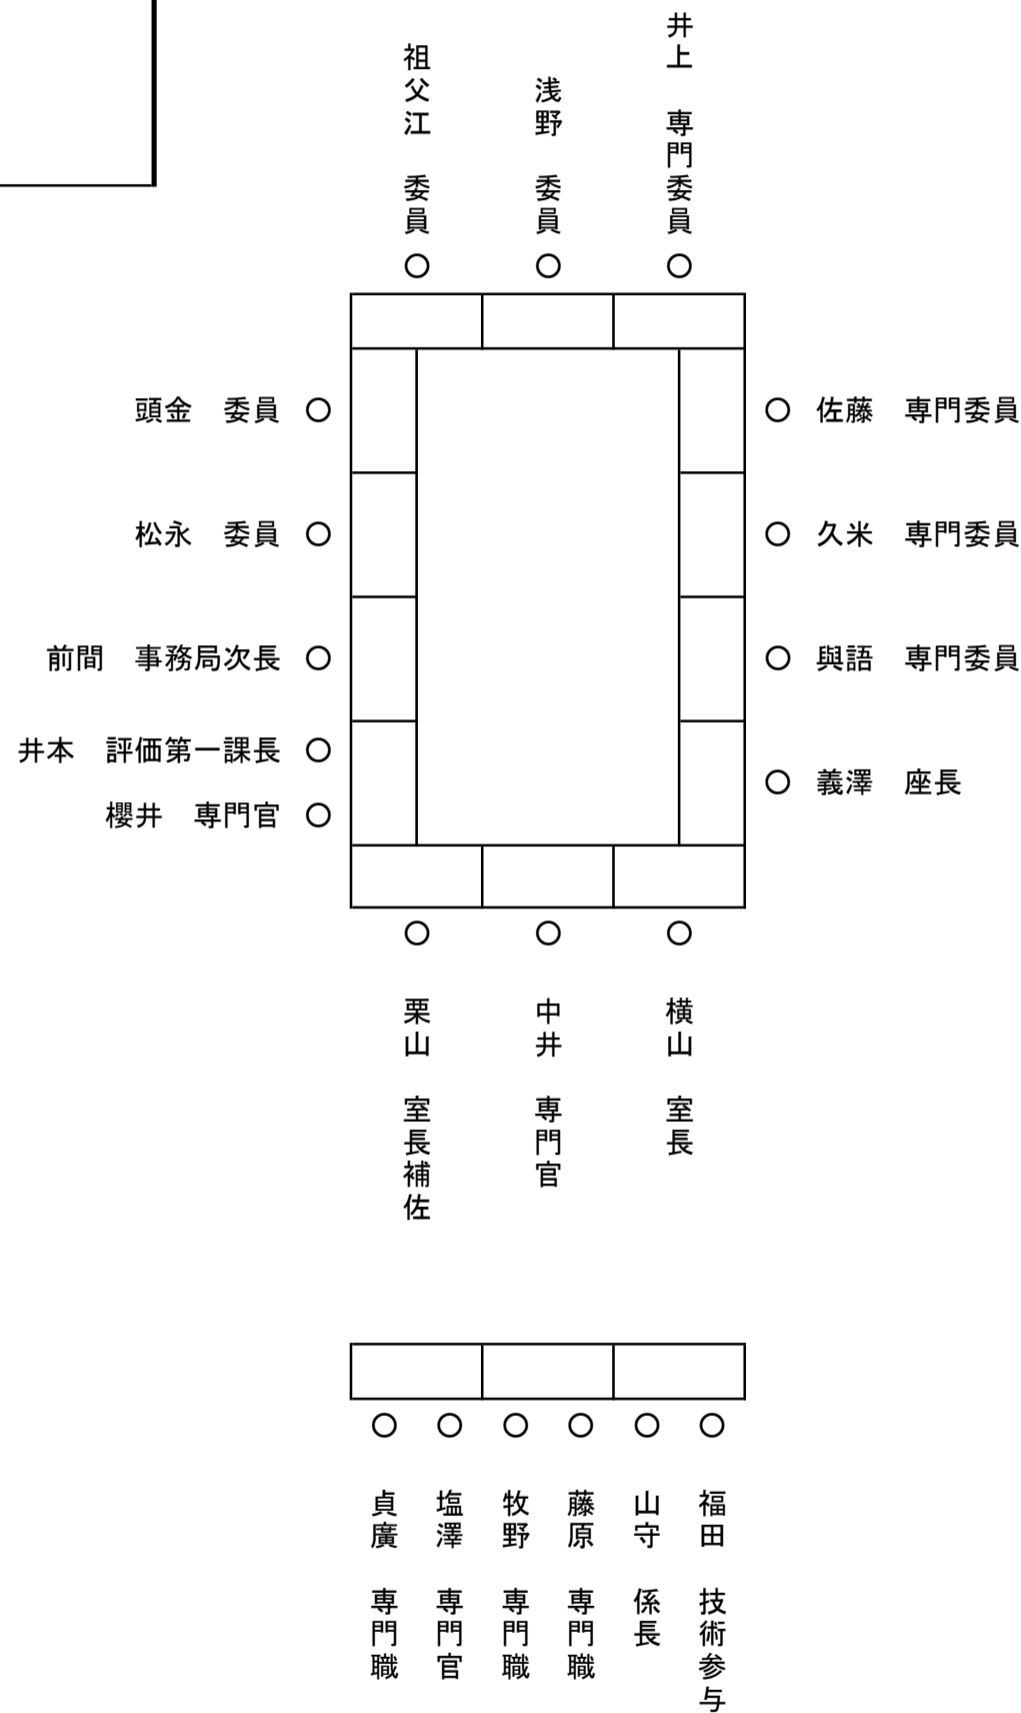 祖父江　委員
浅野　委員
井上　専門委員
頭金　委員
佐藤　専門委員
松永　委員
久米　専門委員
前間　事務局次長
與語　専門委員
井本　評価第一課長
義澤　座長
櫻井　専門官
栗山　室長補佐
中井　専門官
横山　室長
貞廣　専門職
塩澤　専門官
牧野　専門職
藤原　専門職
山守　係長
福田　技術参与